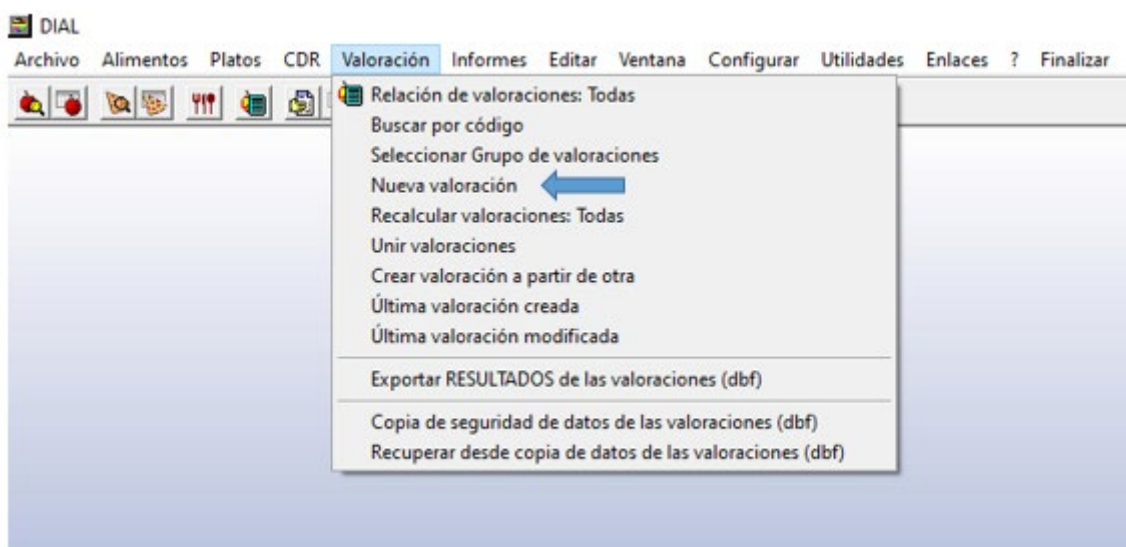 DIAL
Archivo Alimentos Platos CDR Valoración Informes Editar Ventana Configurar Utilidades Enlaces ? Finalizar
Relación de valoraciones: Todas
Buscar por código
Seleccionar Grupo de valoraciones
Nueva valoración
Recalcular valoraciones: Todas
Unir valoraciones
Crear valoración a partir de otra
Última valoración creada
Última valoración modificada
Exportar RESULTADOS de las valoraciones (dbf)
Copia de seguridad de datos de las valoraciones (dbf)
Recuperar desde copia de datos de las valoraciones (dbf)